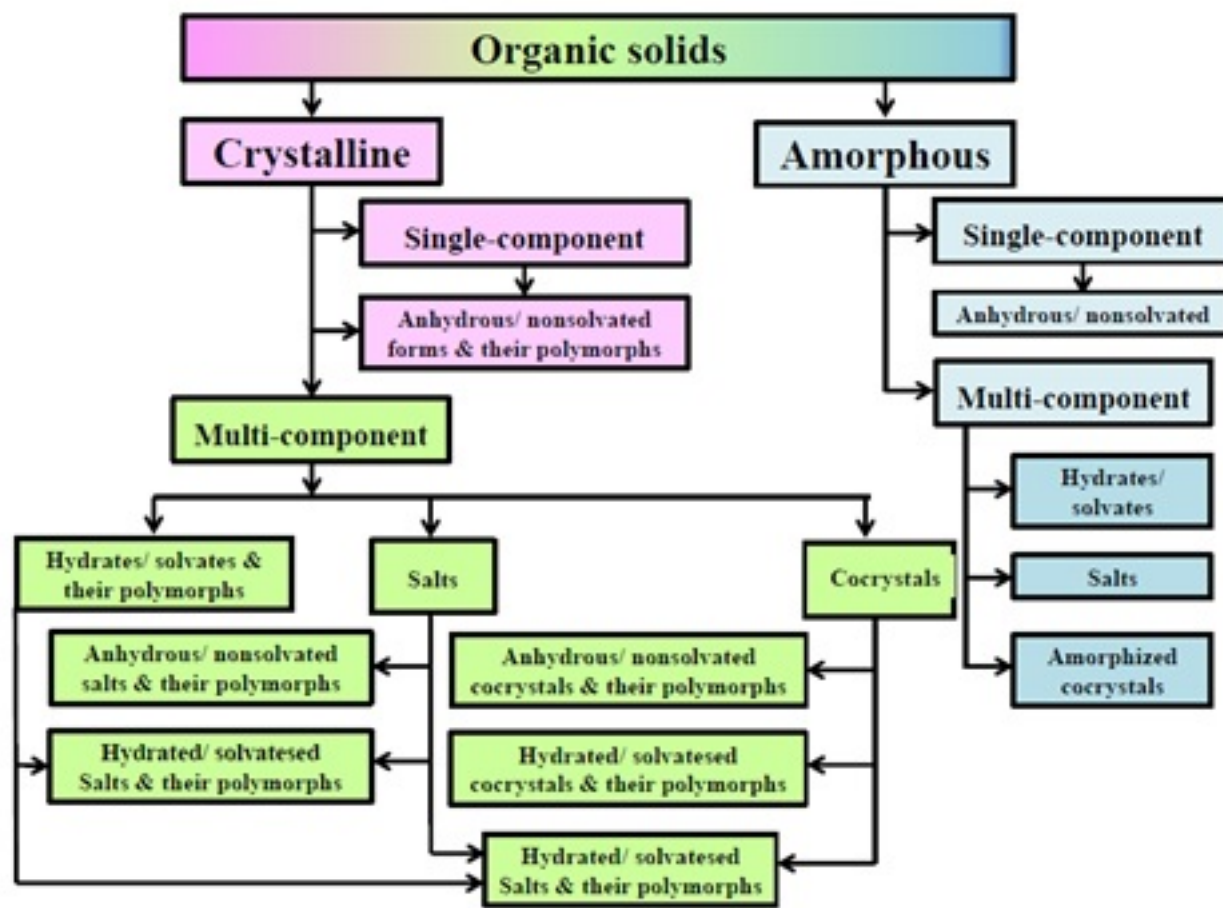 Organic solids
Crystalline
Amorphous
Single-component
Single-component
Anhydrous/ nonsolvated
forms & their polymorphs
Anhydrous/ nonsolvated
Multi-component
Multi-component
Hydrates/
solvates
Hydrates/ solvates &
their polymorphs
Salts
Cocrystals
Salts
Anhydrous/ nonsolvated
salts & their polymorphs
Anhydrous/ nonsolvated
cocrystals & their polymorphs
Amorphized
cocrystals
Hydrated/ solvatesed
Salts & their polymorphs
Hydrated/ solvatesed
cocrystals & their polymorphs
Hydrated/ solvatesed
Salts & their polymorphs